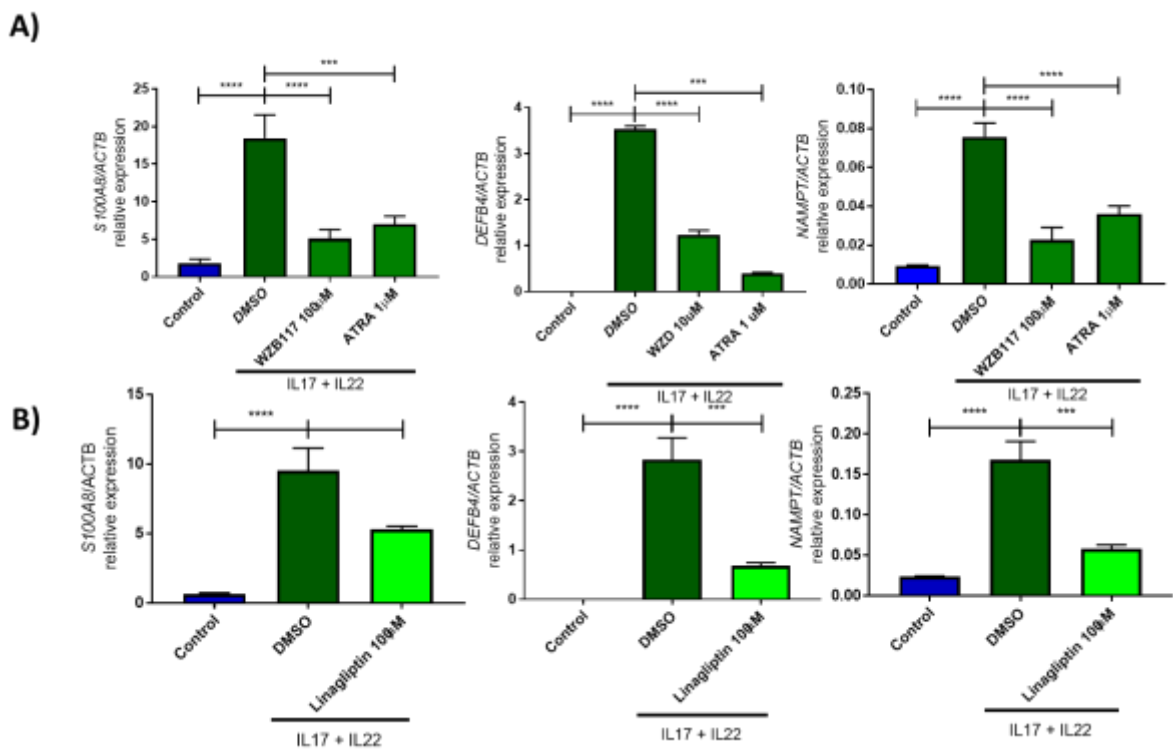 A)
S100A8/ACTB
relative expression
25
20
15
10
5
0
****
****
***
Control
DMSO
WZB117 100µM
ATRA 1µM
IL17 + IL22
DEFB4/ACTB
relative expression
4
3
2
1
0
****
****
***
Control
DMSO
WZD 10uM
ATRA 1 uM
IL17 + IL22
NAMPT/ACTB
relative expression
0.10
0.08
0.06
0.04
0.02
0.00
****
****
****
Control
DMSO
WZB117 100µM
ATRA 1µM
IL17 + IL22
B)
S100A8/ACTB
relative expression
15
10
5
0
****
Control
DMSO
Linagliptin 100µM
IL17 + IL22
DEFB4/ACTB
relative expression
4
3
2
1
0
****
***
Control
DMSO
Linagliptin 100µM
IL17 + IL22
NAMPT/ACTB
relative expression
0.25
0.20
0.15
0.10
0.05
0.00
****
***
Control
DMSO
Linagliptin 100µM
IL17 + IL22